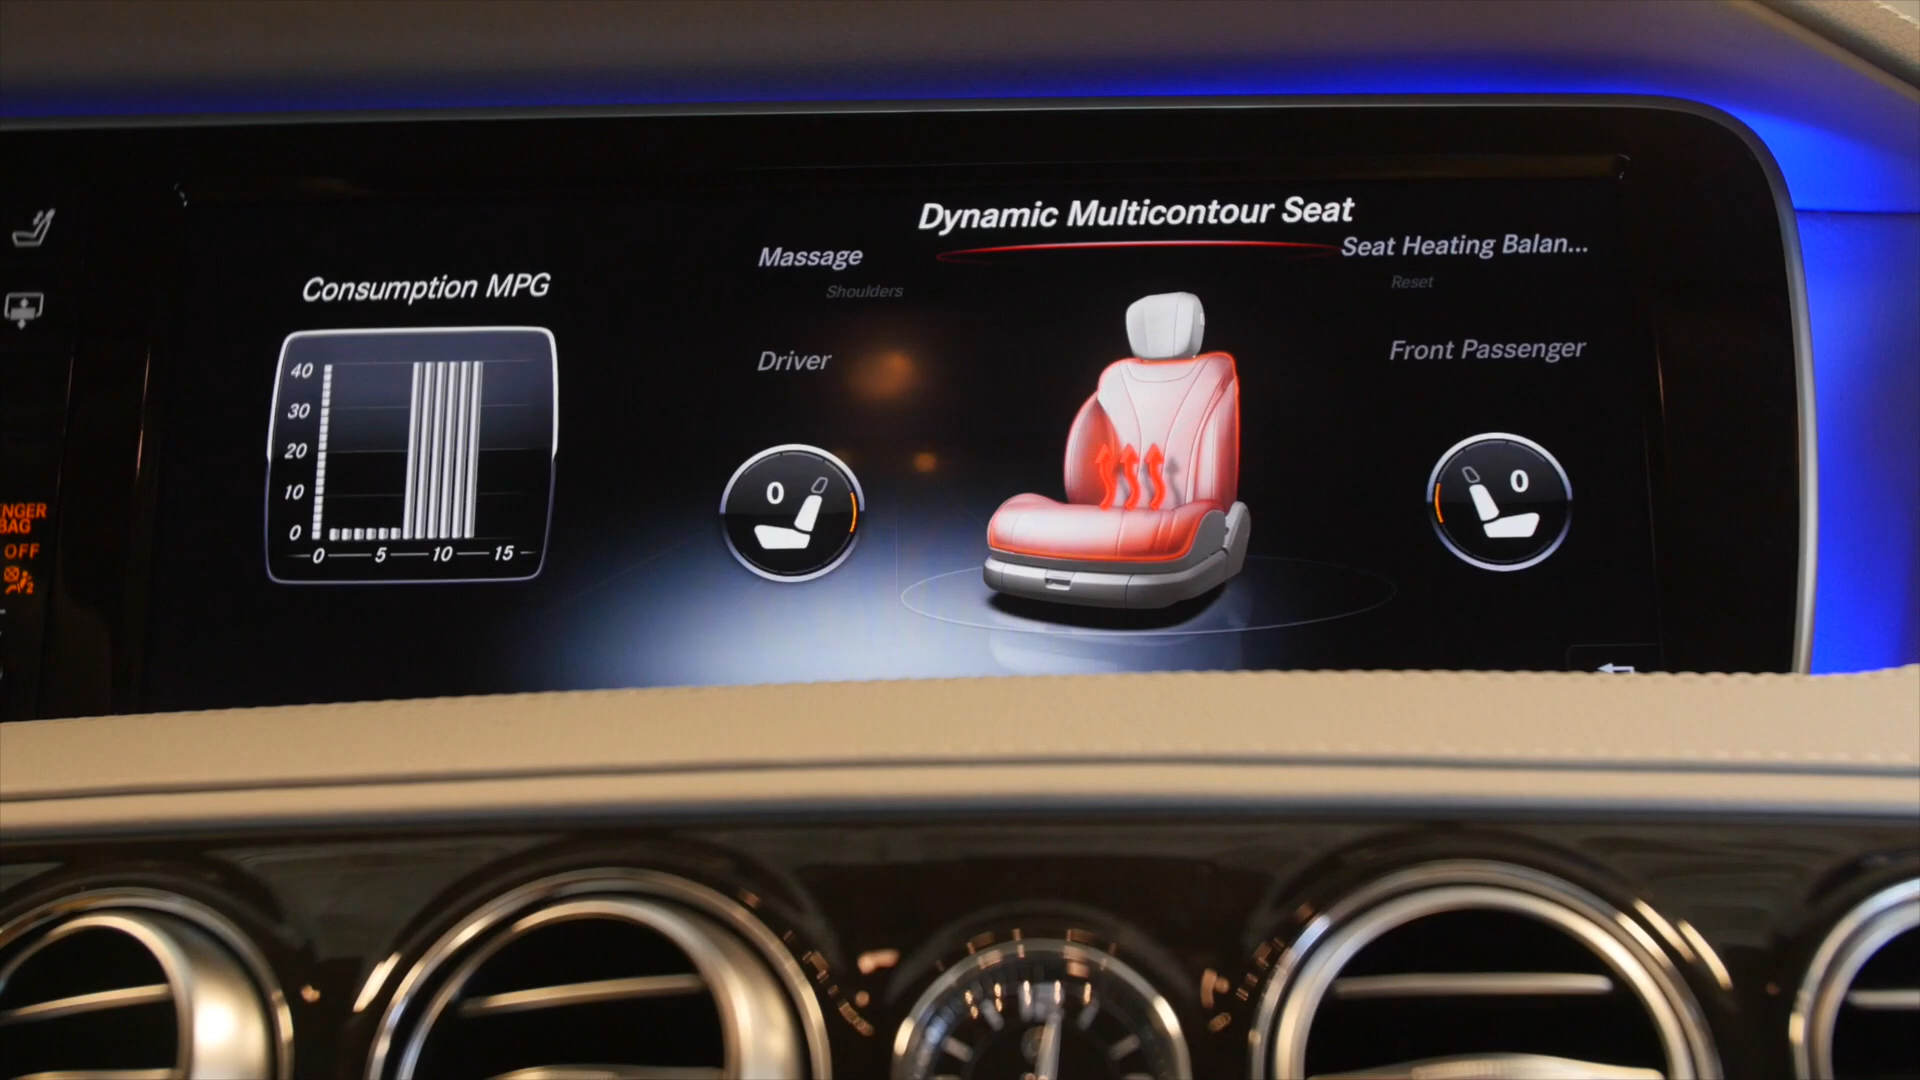 Dynamic Multicontour Seat
Massage
Seat Heating Balan...
Shoulders
Reset
Consumption MPG
Driver
Front Passenger
40
30
20
10
0
0 5 10 15
0
0
OFF